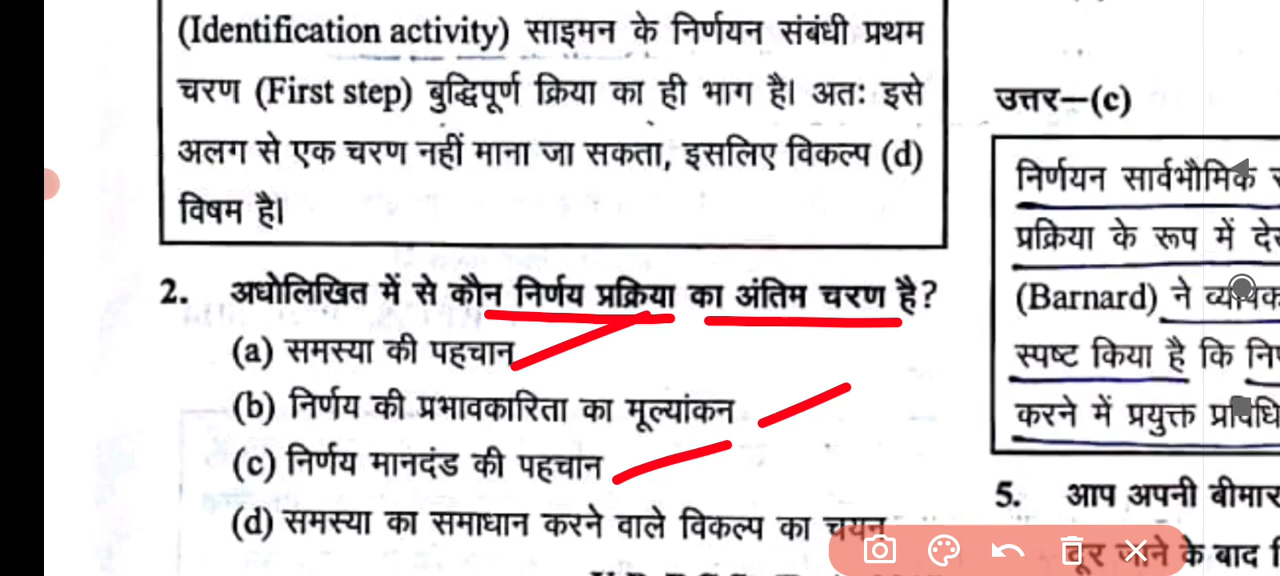 (Identification activity) साइमन के निर्णयन संबंधी प्रथम
चरण (First step) बुद्धिपूर्ण क्रिया का ही भाग है। अतः इसे
अलग से एक चरण नहीं माना जा सकता, इसलिए विकल्प (d)
विषम है।
2. अधोलिखित में से कौन निर्णय प्रक्रिया का अंतिम चरण है?
(a) समस्या की पहचान
(b) निर्णय की प्रभावकारिता का मूल्यांकन
(c) निर्णय मानदंड की पहचान
(d) समस्या का समाधान करने वाले विकल्प का चयन
उत्तर–(c)
निर्णयन सार्वभौमिक
प्रक्रिया के रूप में
(Barnard) ने
स्पष्ट किया है कि
करने में प्रयुक्त
5. आप अपनी
दूर जाने के बाद